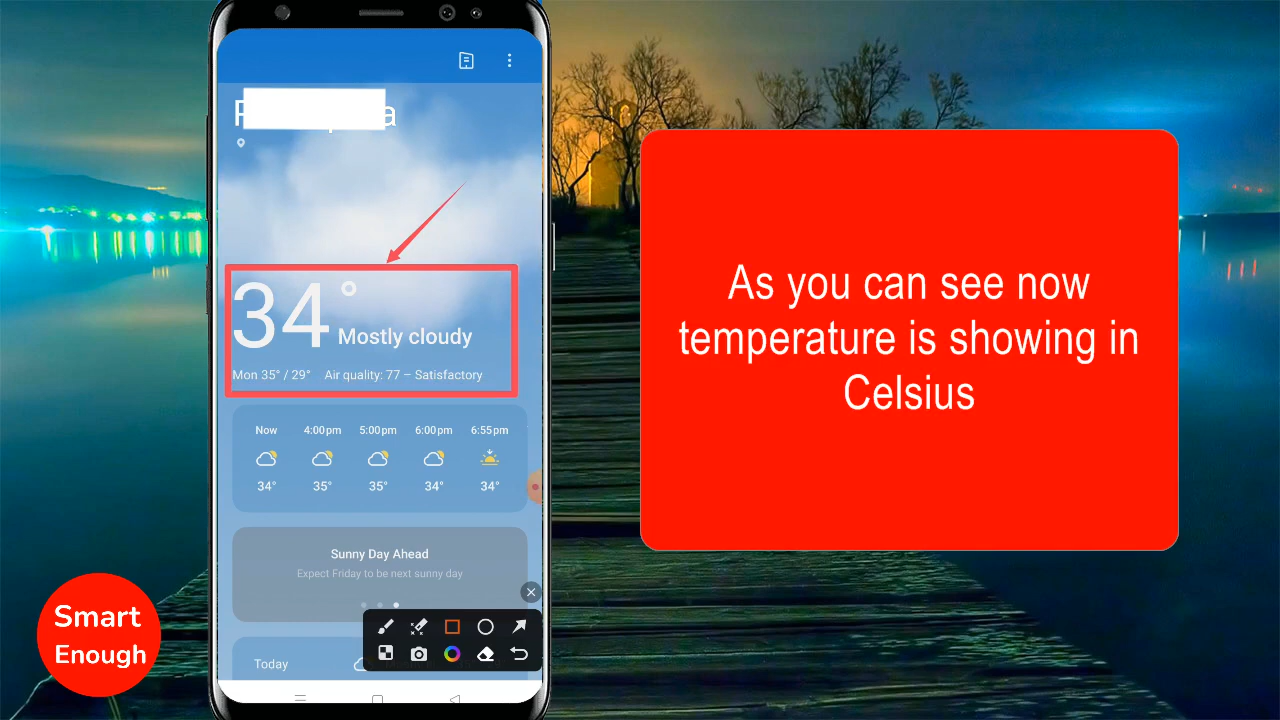 34°
Mostly cloudy
Mon 35° / 29° Air quality: 77 – Satisfactory
Now 4:00pm 5:00pm 6:00pm 6:55pm
34° 35° 35° 34° 34°
Sunny Day Ahead
Expect Friday to be next sunny day
Today
As you can see now
temperature is showing in
Celsius
Smart
Enough